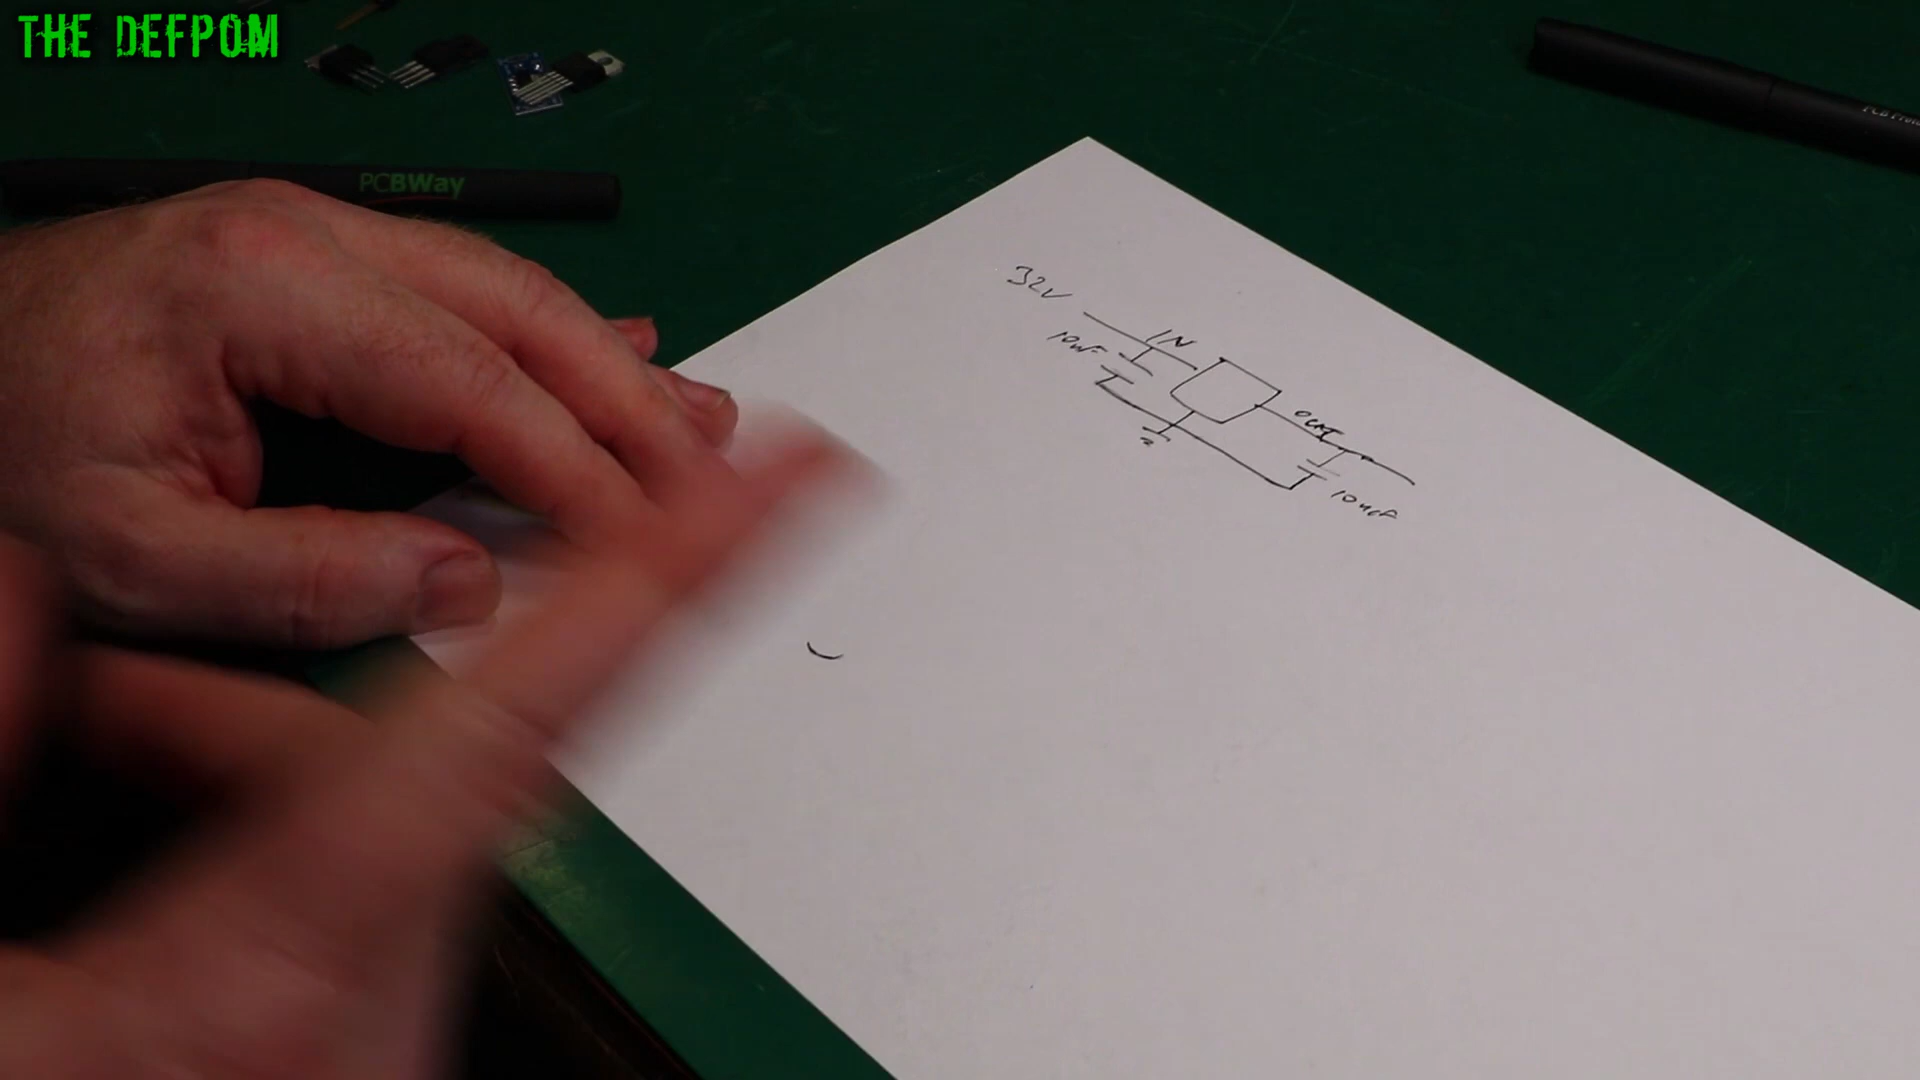 THE DEFPOM
PCBWay
32V
IN
10uF
OUT
10uF